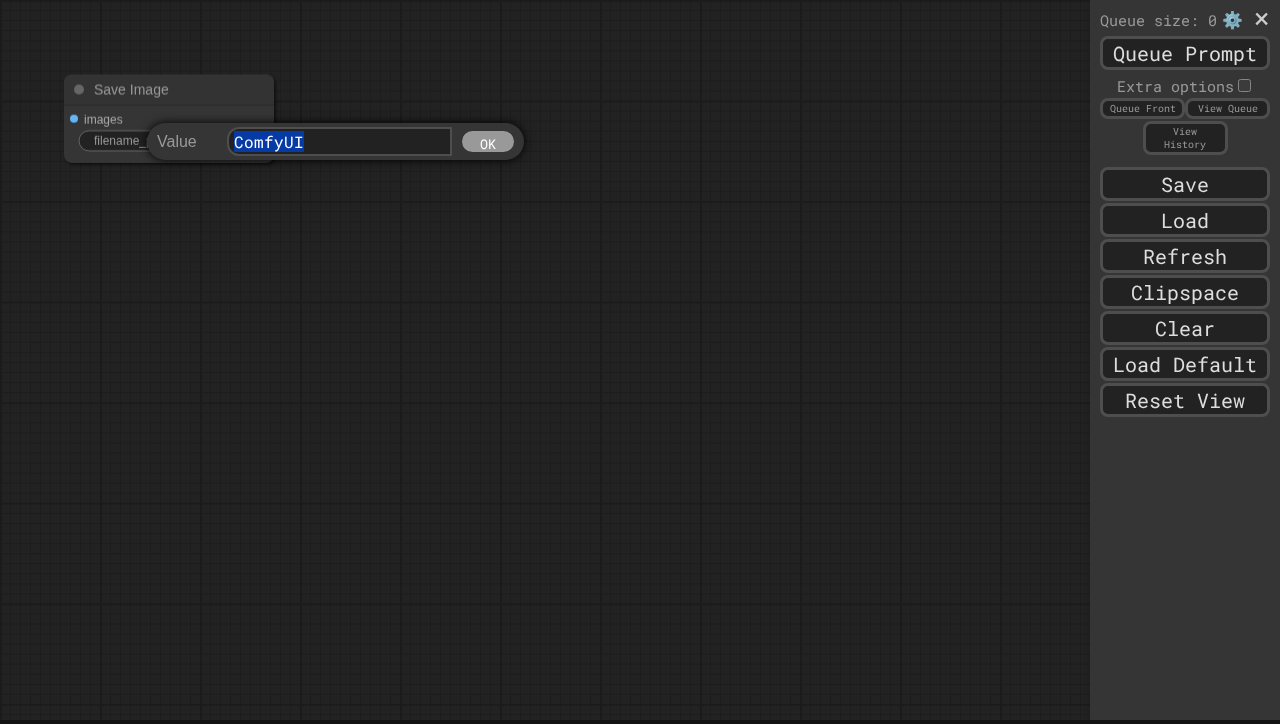 Save Image
images
filename_
Value
ComfyUI
OK
Queue size: 0
Queue Prompt
Extra options
Queue Front
View Queue
View
History
Save
Load
Refresh
Clipspace
Clear
Load Default
Reset View